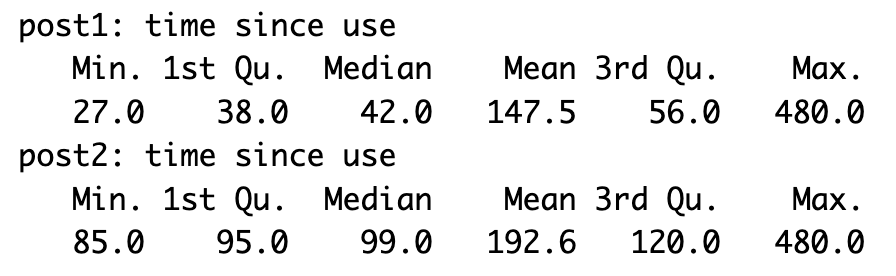 post1: time since use
Min. 1st Qu. Median Mean 3rd Qu. Max.
27.0 38.0 42.0 147.5 56.0 480.0
post2: time since use
Min. 1st Qu. Median Mean 3rd Qu. Max.
85.0 95.0 99.0 192.6 120.0 480.0